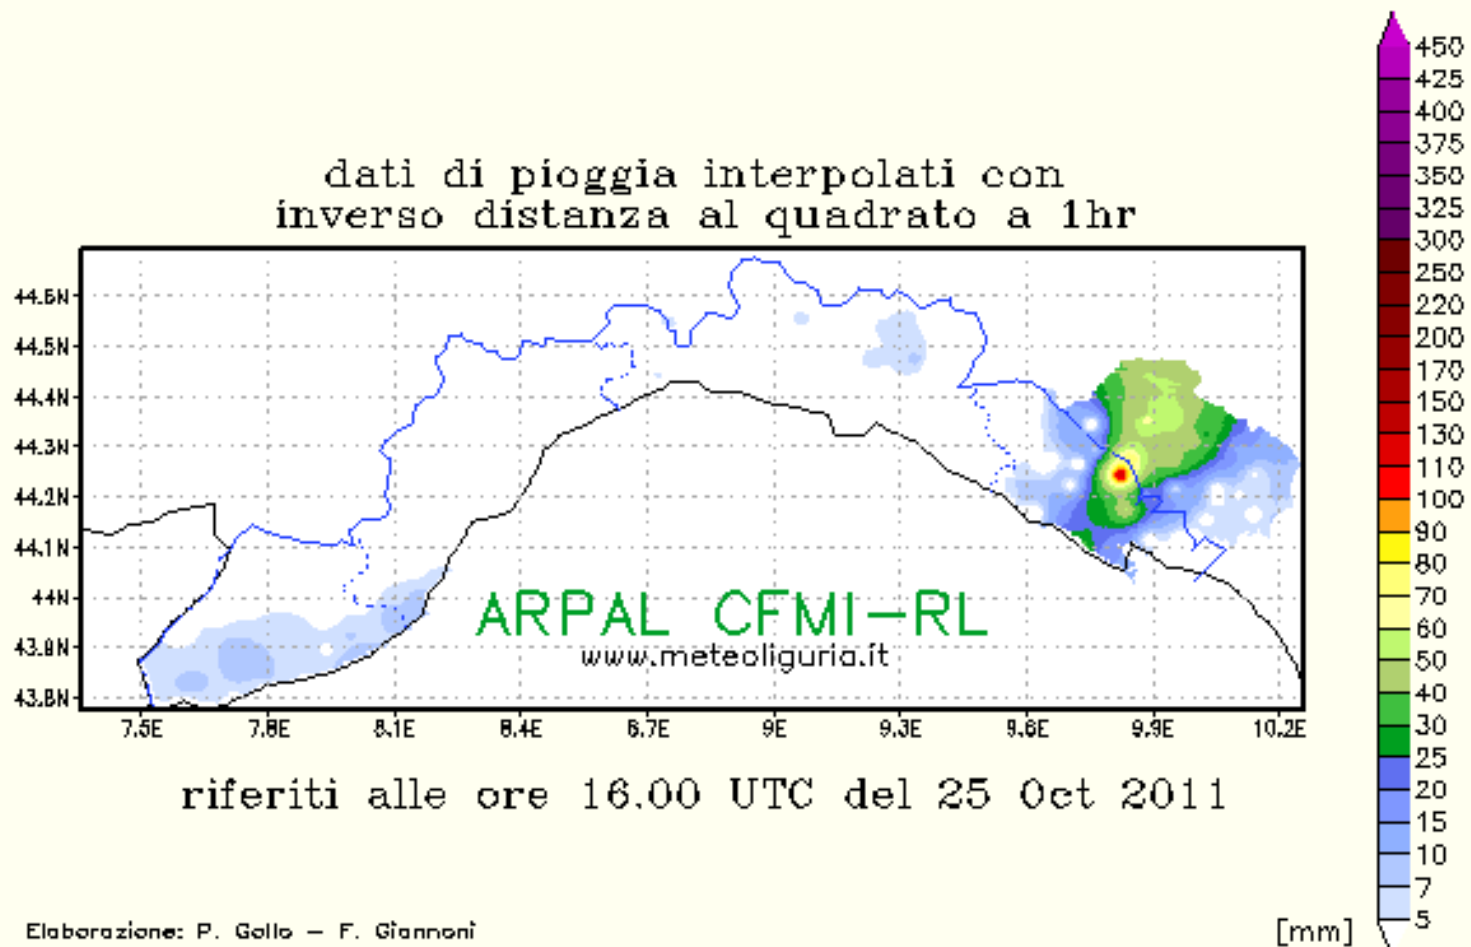 dati di pioggia interpolati con
inverso distanza al quadrato a 1hr
450
425
400
375
350
325
300
250
220
200
170
150
130
110
100
90
80
70
60
50
40
30
25
20
15
10
7
5
[mm]
44.6N
44.5N
44.4N
44.3N
44.2N
44.1N
44N
43.9N
43.8N
ARPAL CFMI-RL
www.meteoliguria.it
7.5E 7.8E 8.1E 8.4E 8.7E 9E 9.3E 9.6E 9.9E 10.2E
riferiti alle ore 16.00 UTC del 25 Oct 2011
Elaborazione: P. Gollo - F. Giannoni